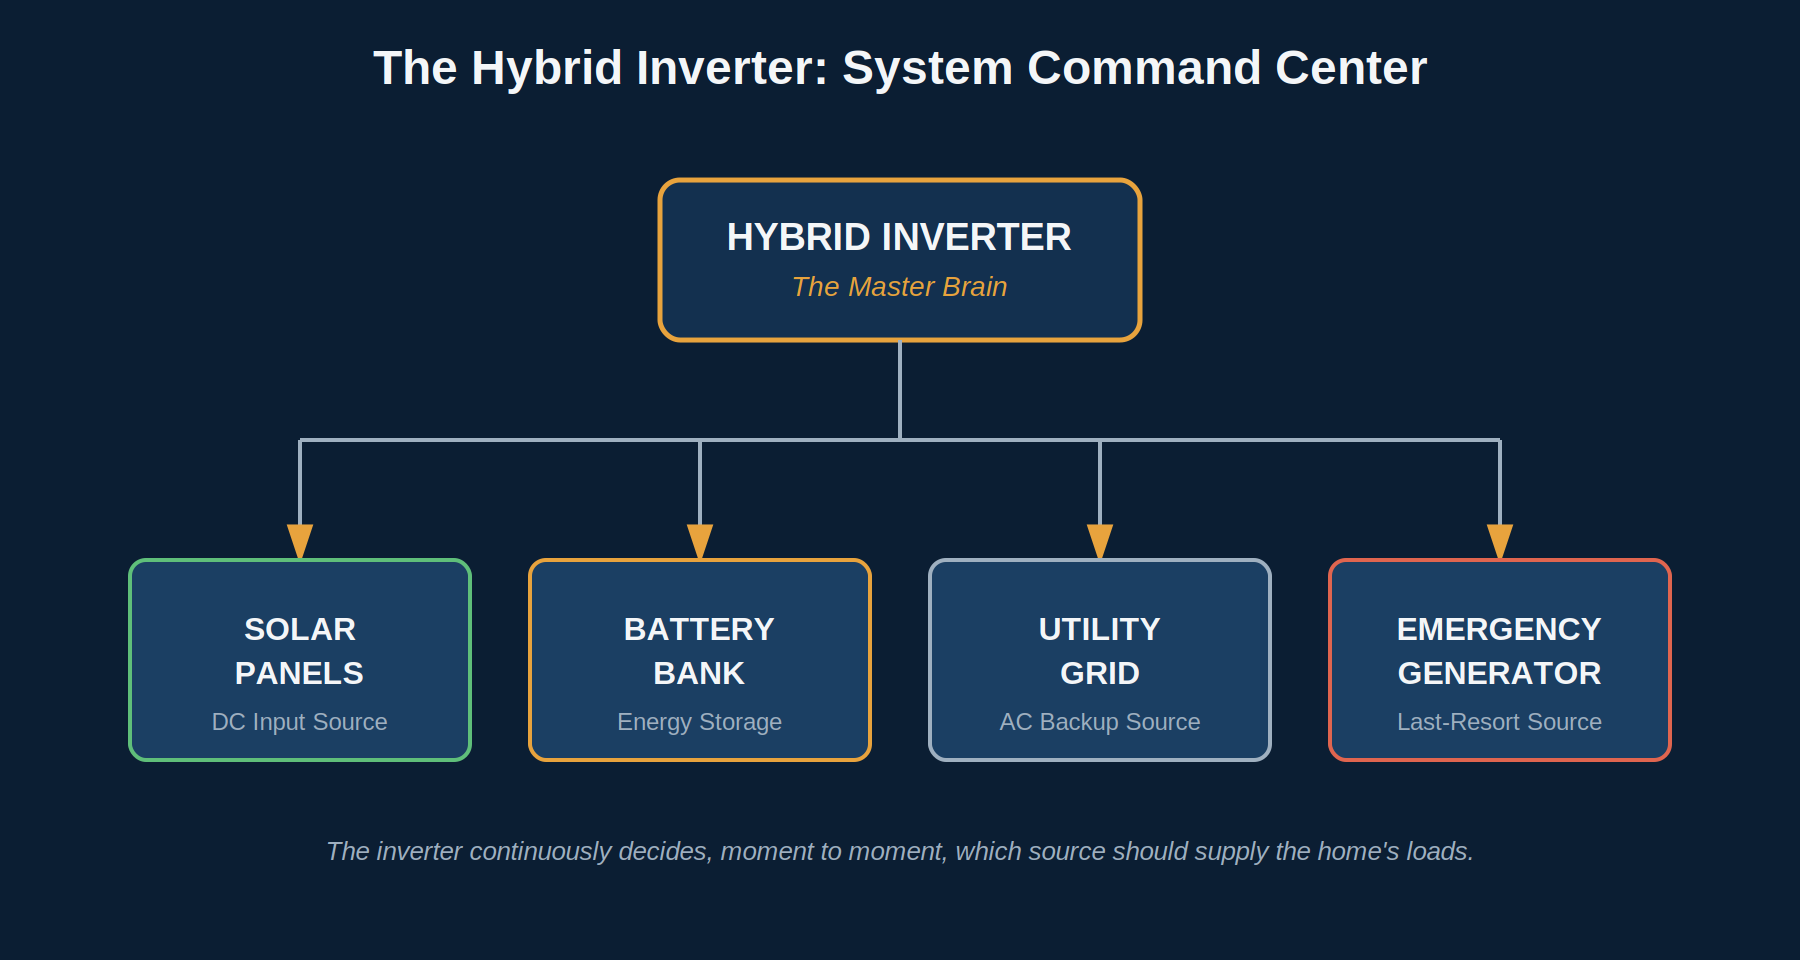 The Hybrid Inverter: System Command Center
HYBRID INVERTER
The Master Brain
SOLAR
PANELS
DC Input Source
BATTERY
BANK
Energy Storage
UTILITY
GRID
AC Backup Source
EMERGENCY
GENERATOR
Last-Resort Source
The inverter continuously decides, moment to moment, which source should supply the home's loads.